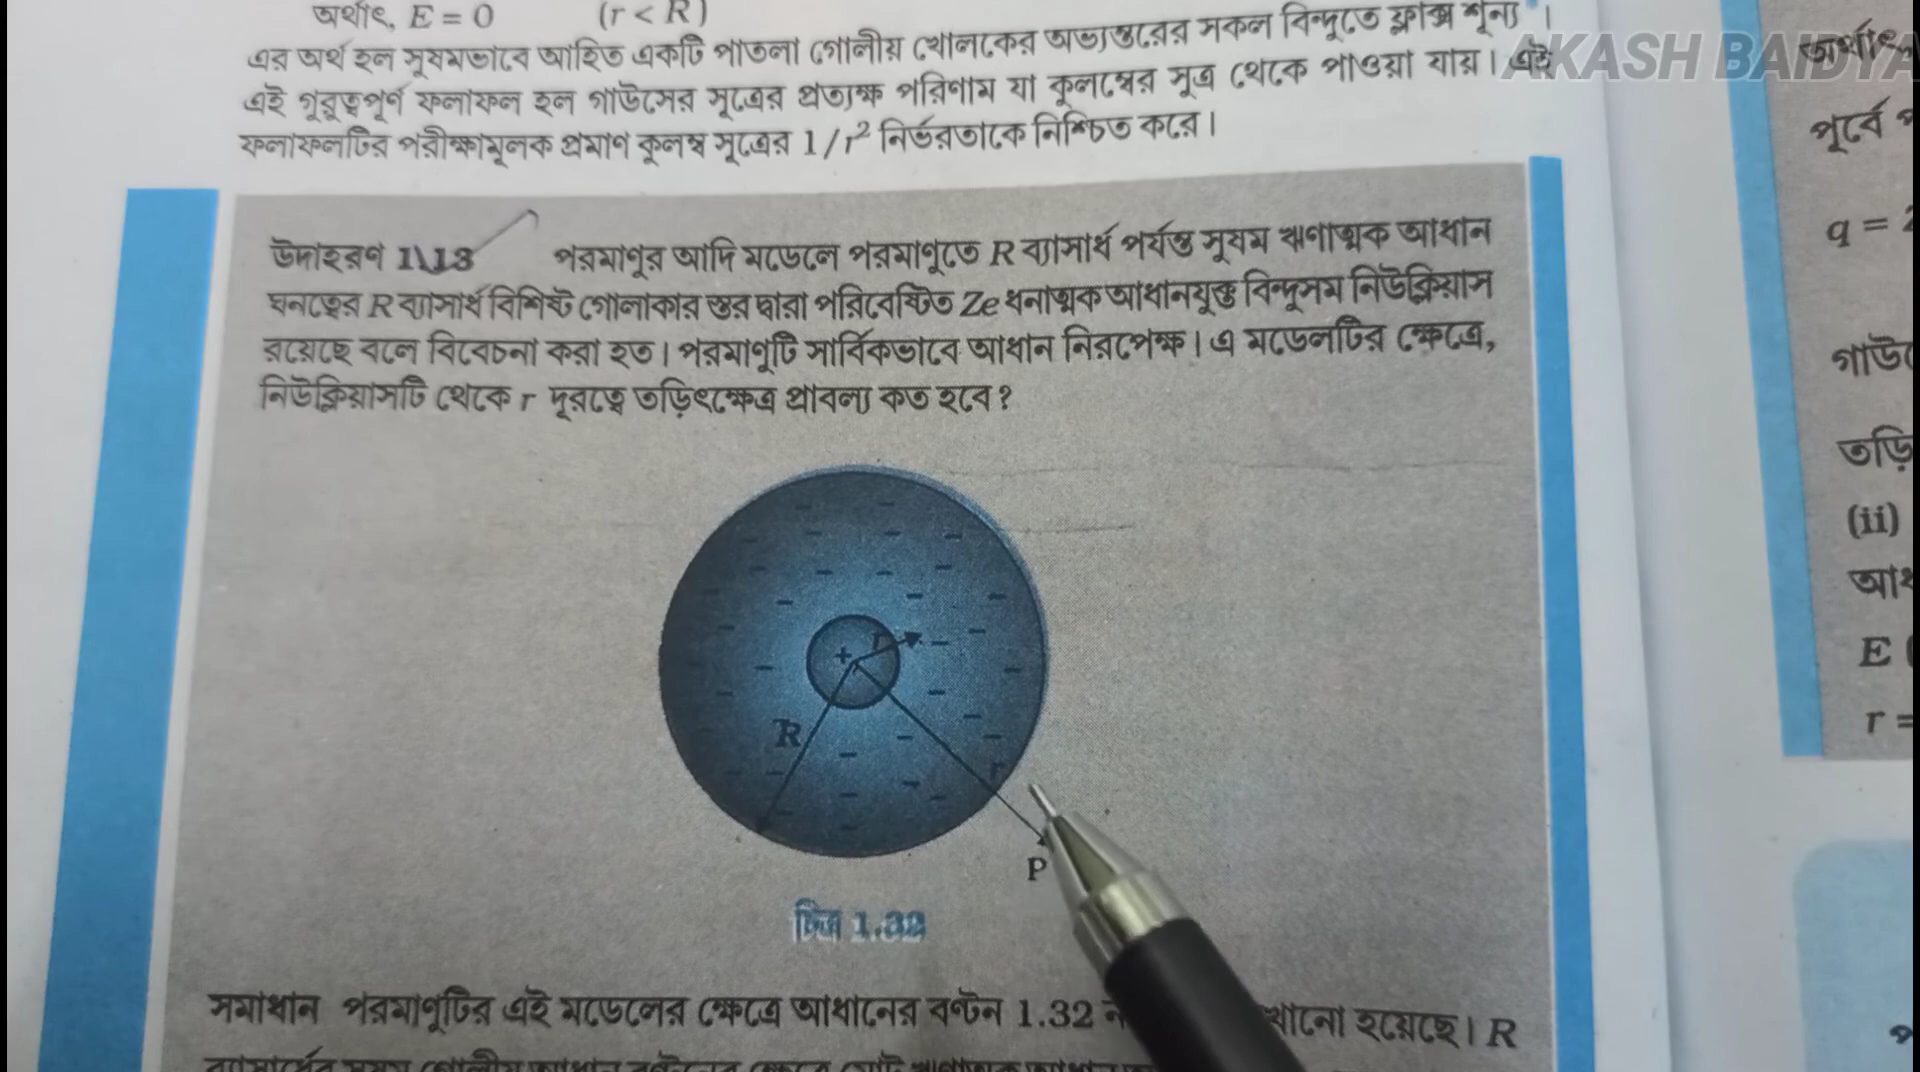 অর্থাৎ, E = 0 (r < R)
এর অর্থ হল সুষমভাবে আহিত একটি পাতলা গোলীয় খোলকের অভ্যন্তরের সকল বিন্দুতে ফ্লাক্স শূন্য ।
এই গুরুত্বপূর্ণ ফলাফল হল গাউসের সূত্রের প্রত্যক্ষ পরিণাম যা কুলম্বের সূত্র থেকে পাওয়া যায়। এই
ফলাফলটির পরীক্ষামূলক প্রমাণ কুলম্ব সূত্রের 1/r² নির্ভরতাকে নিশ্চিত করে।
AKASH BAIDYA
উদাহরণ 1\13 পরমাণুর আদি মডেলে পরমাণুতে R ব্যাসার্ধ পর্যন্ত সুষম ঋণাত্মক আধান
ঘনত্বের R ব্যাসার্ধ বিশিষ্ট গোলাকার স্তর দ্বারা পরিবেষ্টিত Ze ধনাত্মক আধানযুক্ত বিন্দুসম নিউক্লিয়াস
রয়েছে বলে বিবেচনা করা হত। পরমাণুটি সার্বিকভাবে আধান নিরপেক্ষ। এ মডেলটির ক্ষেত্রে,
নিউক্লিয়াসটি থেকে r দূরত্বে তড়িৎক্ষেত্র প্রাবল্য কত হবে?
+
r
R
r
P
চিত্র 1.32
সমাধান পরমাণুটির এই মডেলের ক্ষেত্রে আধানের বণ্টন 1.32 হয়েছে। R
অর্থাৎ
পূর্বে
q =
(ii)
E
r =